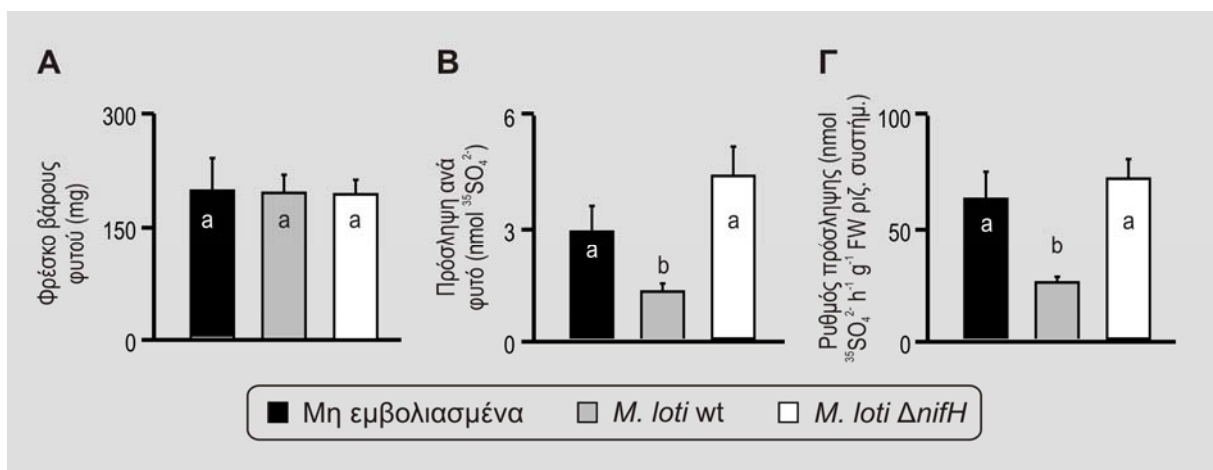 Α
Β
Γ
Φρέσκο βάρους
φυτού (mg)
300
150
0
a
a
a
Πρόσληψη ανά
φυτό (nmol ³⁵SO₄²⁻)
6
3
0
a
b
a
Ρυθμός πρόσληψης (nmol
³⁵SO₄²⁻ h⁻¹ g⁻¹ FW ριζ. συστήμ.)
100
50
0
a
b
a
Μη εμβολιασμένα
M. loti wt
M. loti ΔnifH